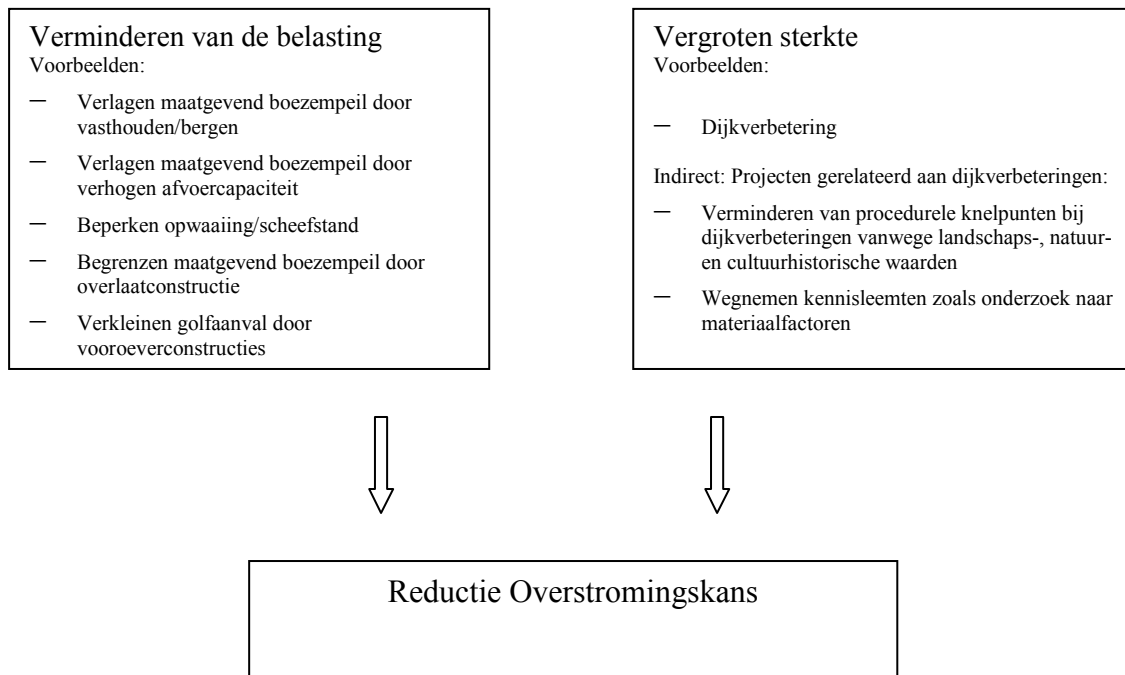 Verminderen van de belasting
Voorbeelden:
— Verlagen maatgevend boezempeil door
vasthouden/bergen
— Verlagen maatgevend boezempeil door
verhogen afvoercapaciteit
— Beperken opwaaiing/scheefstand
— Begrenzen maatgevend boezempeil door
overlaatconstructie
— Verkleinen golfaanval door
vooroeverconstructies
Vergroten sterkte
Voorbeelden:
— Dijkverbetering
Indirect: Projecten gerelateerd aan dijkverbeteringen:
— Verminderen van procedurele knelpunten bij
dijkverbeteringen vanwege landschaps-, natuur-
en cultuurhistorische waarden
— Wegnemen kennisleemten zoals onderzoek naar
materiaalfactoren
Reductie Overstromingskans